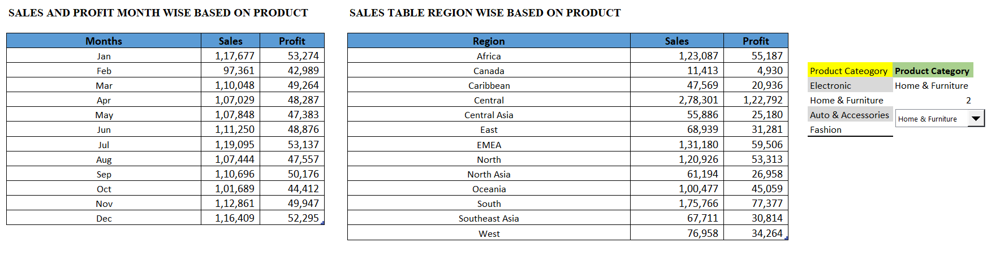 SALES AND PROFIT MONTH WISE BASED ON PRODUCT
Months Sales Profit
Jan 1,17,677 53,274
Feb 97,361 42,989
Mar 1,10,048 49,264
Apr 1,07,029 48,287
May 1,07,848 47,383
Jun 1,11,250 48,876
Jul 1,19,095 53,137
Aug 1,07,444 47,557
Sep 1,10,696 50,176
Oct 1,01,689 44,412
Nov 1,12,861 49,947
Dec 1,16,409 52,295
SALES TABLE REGION WISE BASED ON PRODUCT
Region Sales Profit
Africa 1,23,087 55,187
Canada 11,413 4,930
Caribbean 47,569 20,936
Central 2,78,301 1,22,792
Central Asia 55,886 25,180
East 68,939 31,281
EMEA 1,31,180 59,506
North 1,20,926 53,313
North Asia 61,194 26,958
Oceania 1,00,477 45,059
South 1,75,766 77,377
Southeast Asia 67,711 30,814
West 76,958 34,264
Product Cateogory Product Category
Electronic Home & Furniture
Home & Furniture 2
Auto & Accessories Home & Furniture
Fashion